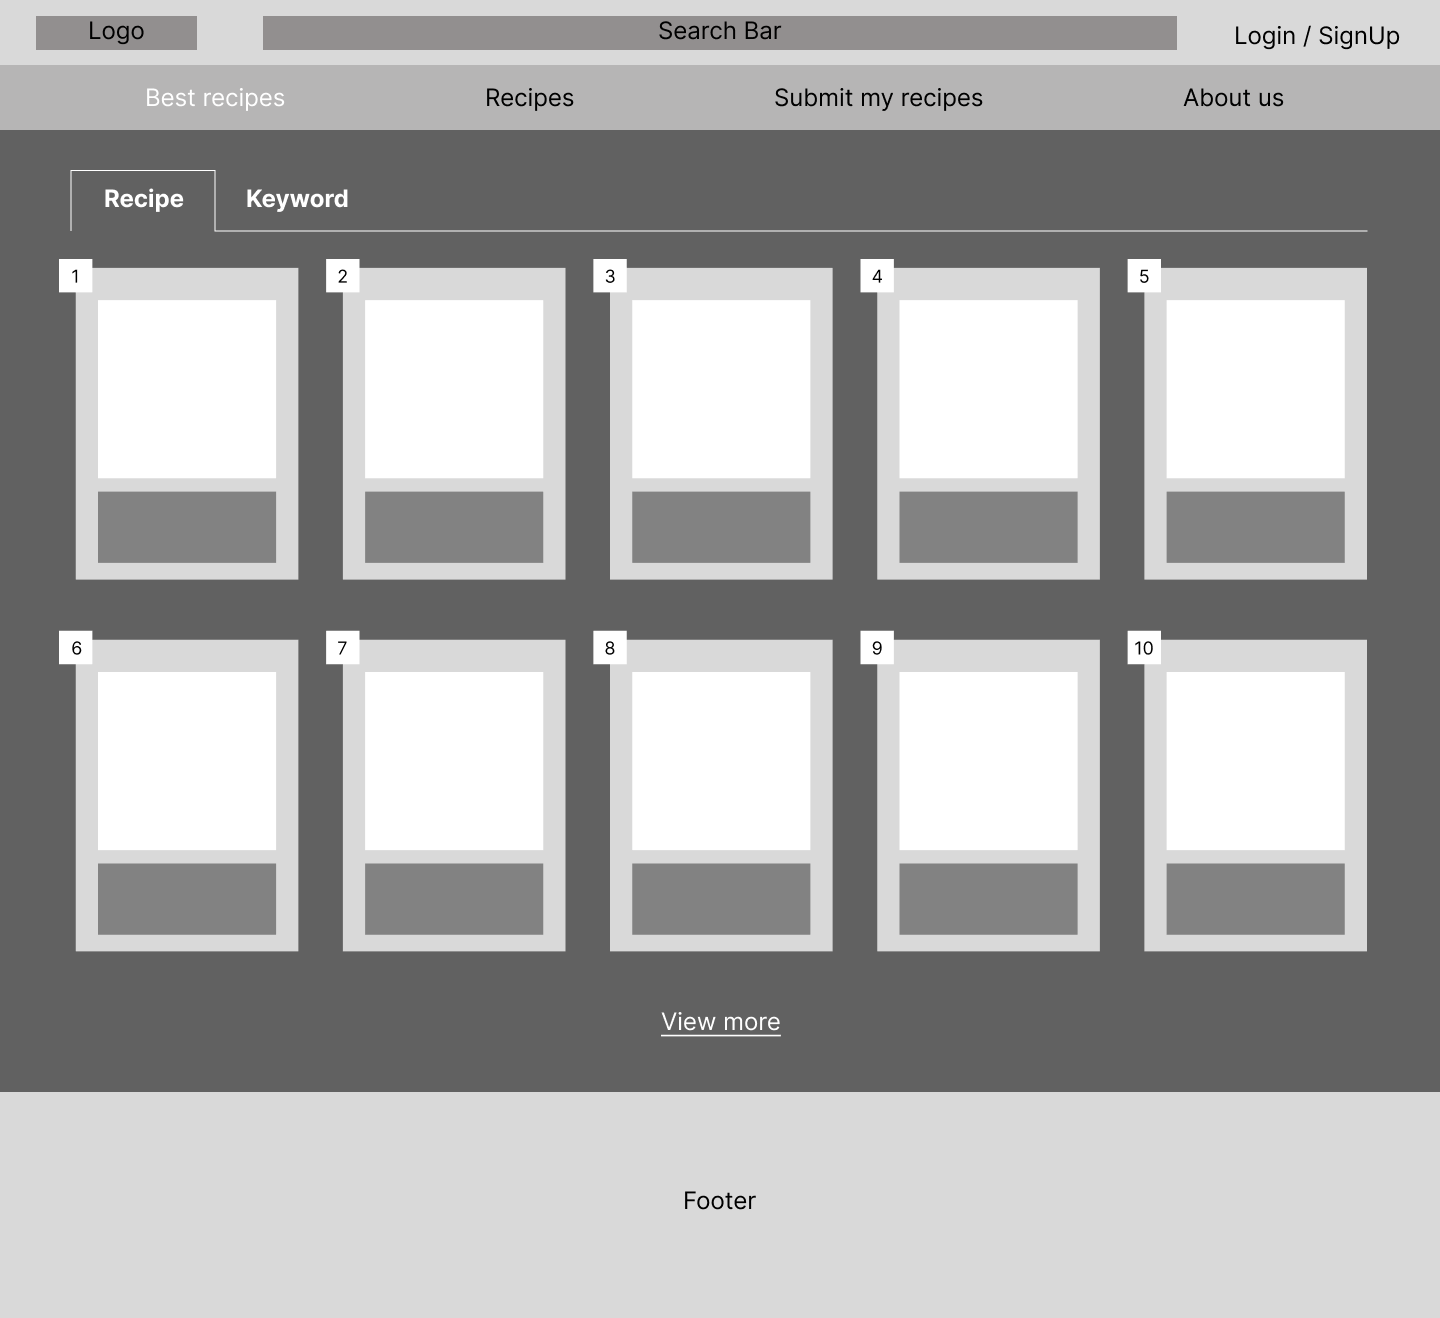 Logo
Search Bar
Login / SignUp
Best recipes
Recipes
Submit my recipes
About us
Recipe
Keyword
1
2
3
4
5
6
7
8
9
10
View more
Footer